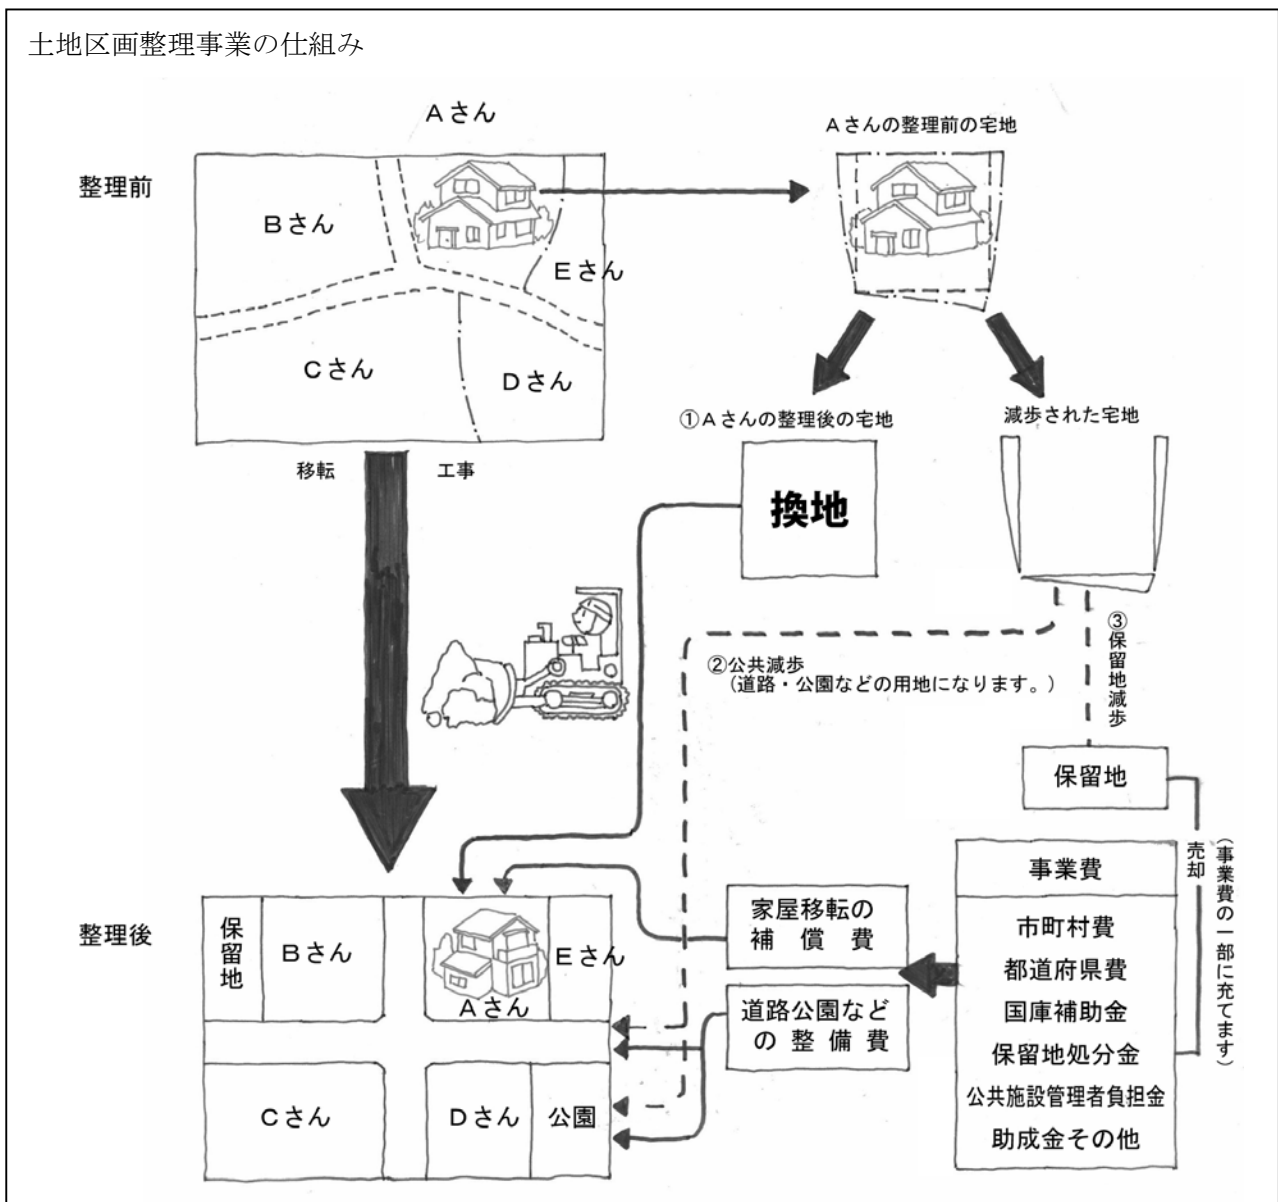 土地区画整理事業の仕組み
Aさん
Aさんの整理前の宅地
整理前
Bさん
Eさん
Cさん
Dさん
①Aさんの整理後の宅地
減歩された宅地
移転
工事
換地
②公共減歩
(道路・公園などの用地になります。)
③保留地減歩
保留地
売却
(事業費の一部に充てます)
事業費
市町村費
都道府県費
国庫補助金
保留地処分金
公共施設管理者負担金
助成金その他
家屋移転の
補償費
道路公園など
の整備費
整理後
保留地
Bさん
Aさん
Eさん
Cさん
Dさん
公園